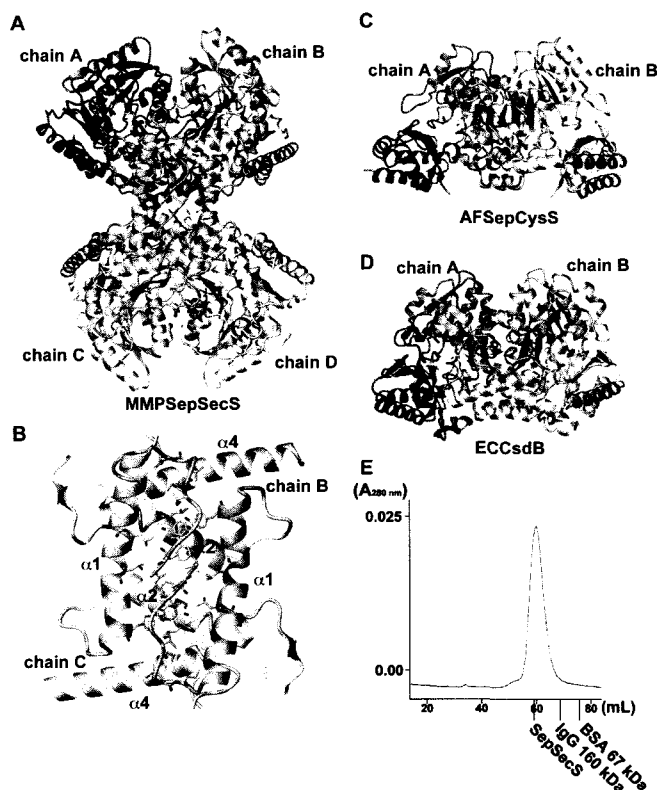 A
chain A
chain B
chain C
chain D
MMPSepSecS
B
α4
chain B
α1
α2
α2
α1
chain C
α4
C
chain A
chain B
AFSepCysS
D
chain A
chain B
ECCsdB
E
(A280 nm)
0.025
0.00
20 40 60 80 (mL)
SepSecS
IgG 160 kDa
BSA 67 kDa